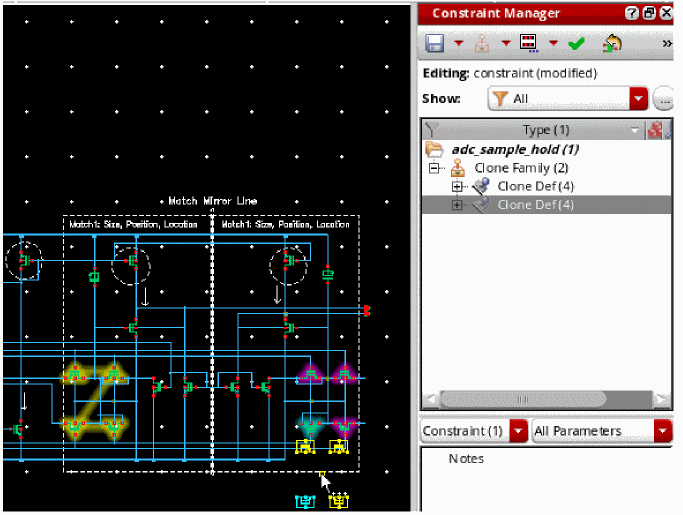 Constraint Manager
Editing: constraint (modified)
Show: All
Type (1)
adc_sample_hold (1)
Clone Family (2)
Clone Def (4)
Clone Def (4)
Match Mirror Line
Match1: Size, Position, Location Match1: Size, Position, Location
Constraint (1) All Parameters
Notes